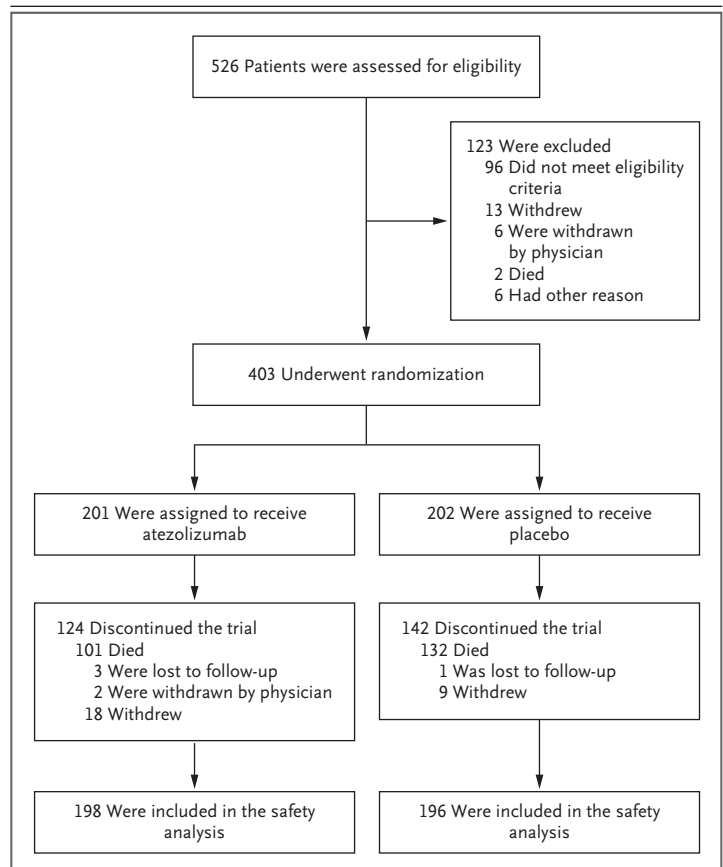 526 Patients were assessed for eligibility
123 Were excluded
96 Did not meet eligibility
criteria
13 Withdrew
6 Were withdrawn
by physician
2 Died
6 Had other reason
403 Underwent randomization
201 Were assigned to receive
atezolizumab
202 Were assigned to receive
placebo
124 Discontinued the trial
101 Died
3 Were lost to follow-up
2 Were withdrawn by physician
18 Withdrew
142 Discontinued the trial
132 Died
1 Was lost to follow-up
9 Withdrew
198 Were included in the safety
analysis
196 Were included in the safety
analysis